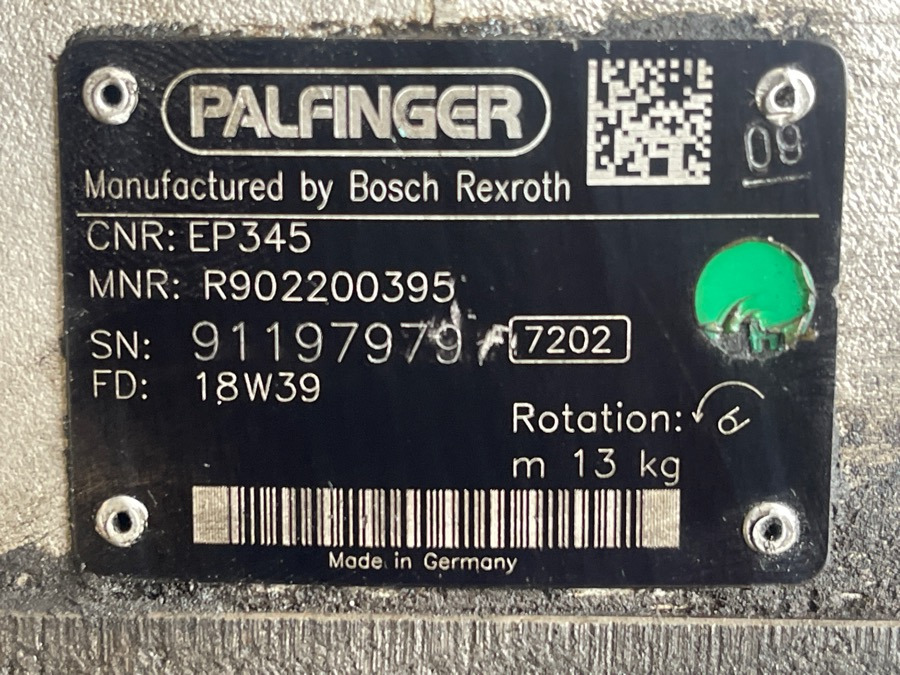 PALFINGER
09
Manufactured by Bosch Rexroth
CNR: EP345
MNR: R902200395
SN: 91197979 7202
FD: 18W39
Rotation:
m 13 kg
Made in Germany